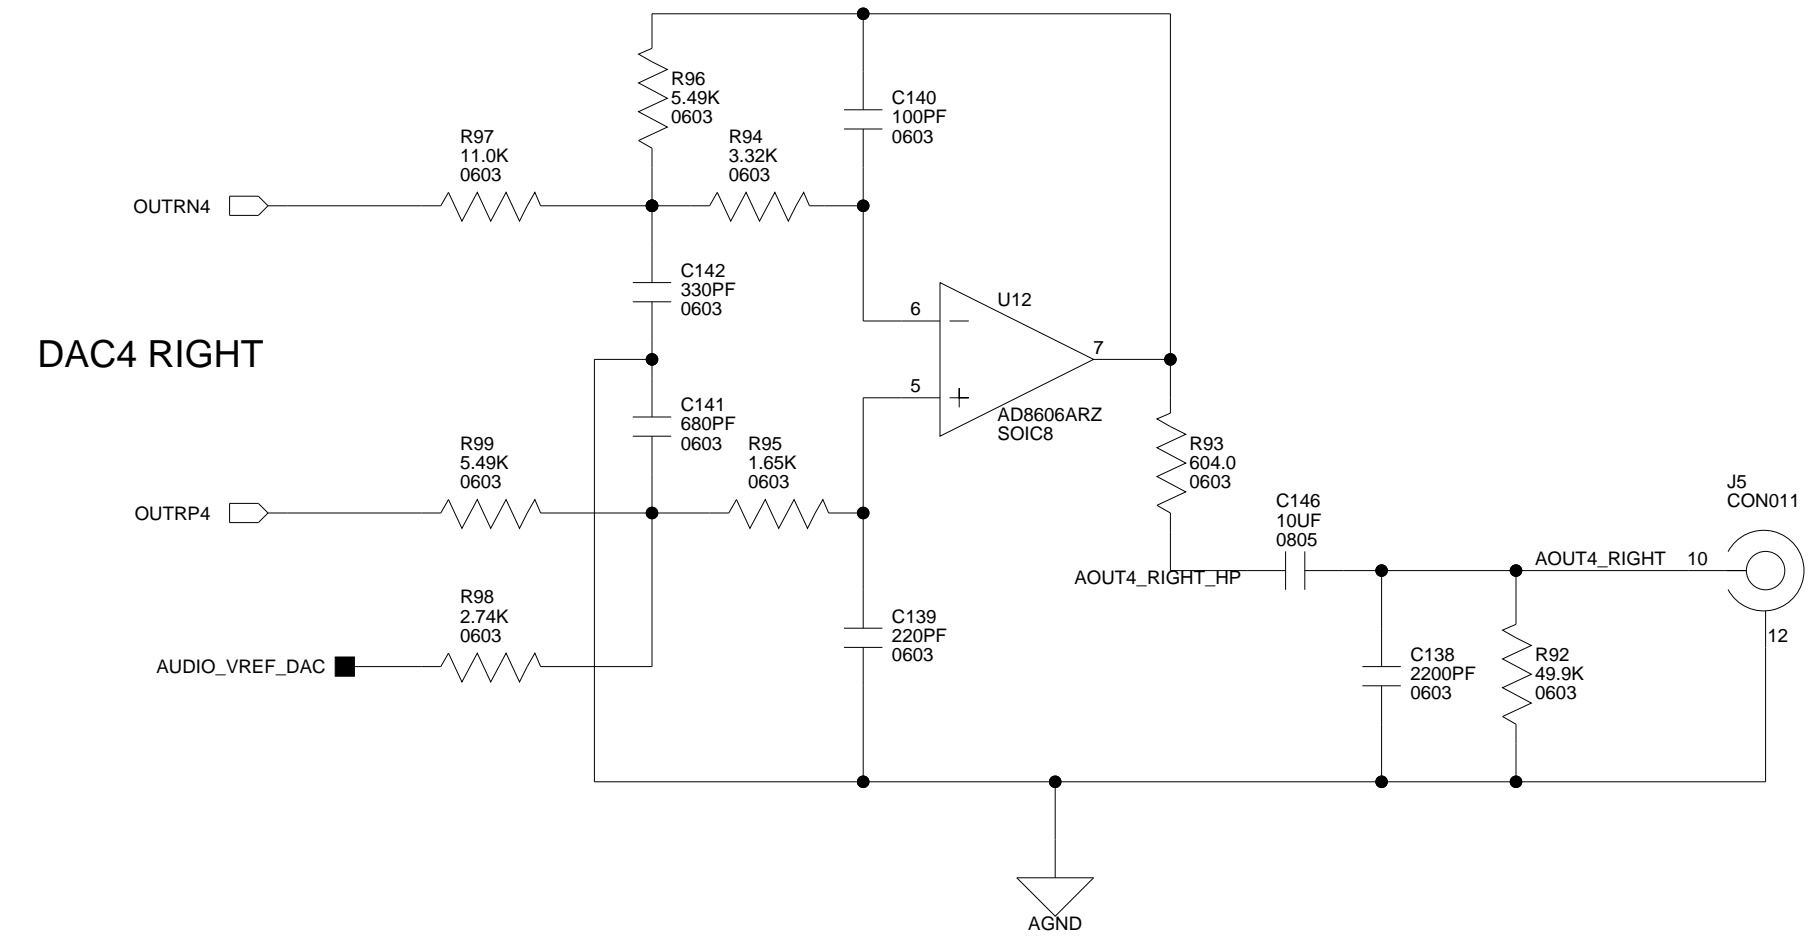 R96
5.49K
0603
C140
100PF
0603
R97
11.0K
0603
R94
3.32K
0603
OUTRN4
C142
330PF
0603
U12
6
DAC4 RIGHT
7
5
AD8606ARZ
SOIC8
C141
680PF
0603
R99
5.49K
0603
R95
1.65K
0603
R93
604.0
0603
J5
CON011
OUTRP4
C146
10UF
0805
AOUT4_RIGHT 10
AOUT4_RIGHT_HP
R98
2.74K
0603
C139
220PF
0603
12
AUDIO_VREF_DAC
C138
2200PF
0603
R92
49.9K
0603
AGND